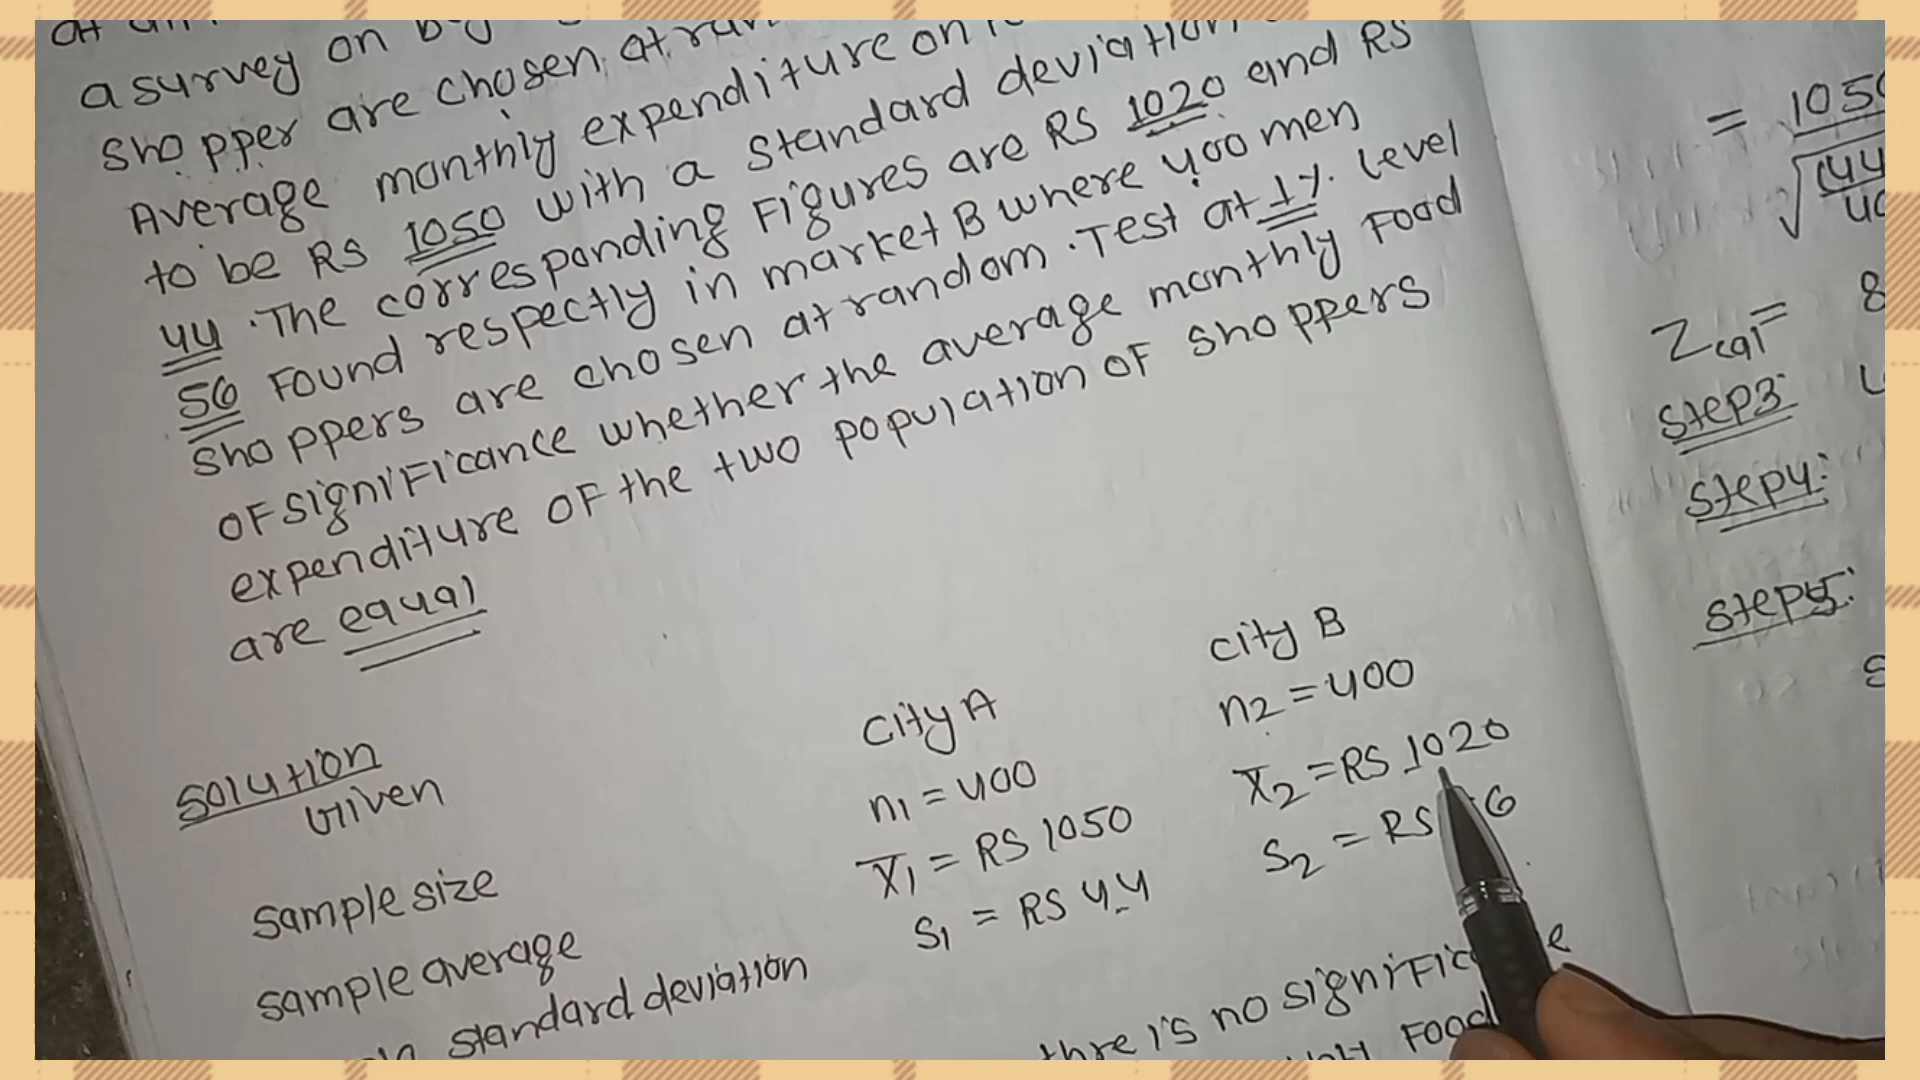 a survey on
shopper are chosen at
Average monthly expenditure on
to be RS 1050 with a standard deviation
44 . The corresponding Figures are RS 1020 and RS
56 Found respectly in market B where 400 men
shoppers are chosen at random . Test at 1%. level
of significance whether the average monthly Food
expenditure of the two population of shoppers
are equal
Solution
Given
City A
City B
Sample size
n1 = 400
n2 = 400
Sample average
X̅1 = RS 1050
X̅2 = RS 1020
standard deviation
S1 = RS 44
S2 = RS
thre is no
Food
= 1050
Zcal =
Step3:
Step4:
Step5: